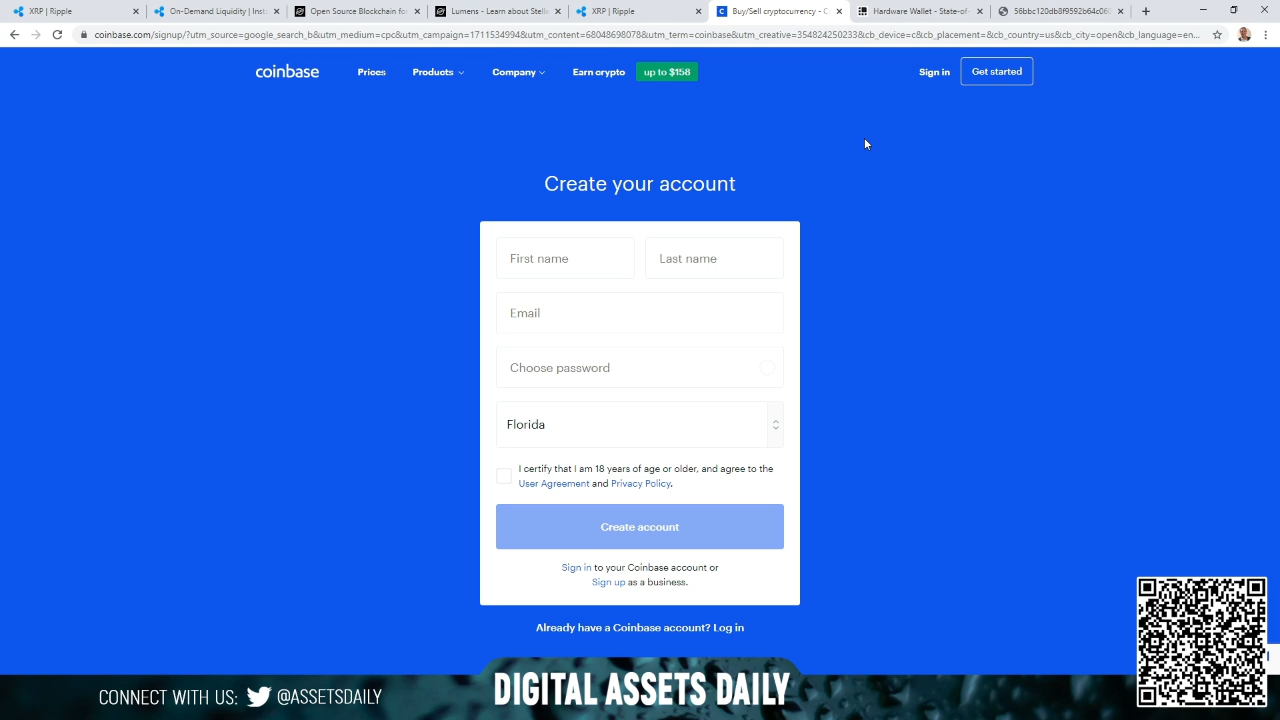 XRP | Ripple
On-Demand Liquidity | Inst
Open Source Blockchain fo
Lumens - Learn about Stell
XRP | Ripple
Buy/Sell cryptocurrency - C
Hardware Wallet - State-of-
56bbc120db8f9592b64c06
coinbase.com/signup/?utm_source=google_search_b&utm_medium=cpc&utm_campaign=1711534994&utm_content=68048698078&utm_term=coinbase&utm_creative=354824250233&cb_device=c&cb_placement=&cb_country=us&cb_city=open&cb_language=en...
coinbase
Prices
Products
Company
Earn crypto
up to $158
Sign in
Get started
Create your account
First name
Last name
Email
Choose password
Florida
I certify that I am 18 years of age or older, and agree to the
User Agreement and Privacy Policy.
Create account
Sign in to your Coinbase account or
Sign up as a business.
Already have a Coinbase account? Log in
CONNECT WITH US: @ASSETSDAILY
DIGITAL ASSETS DAILY